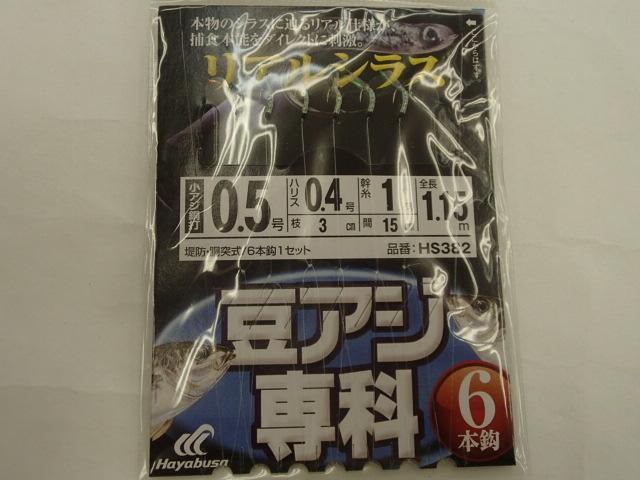 本物のシラスに迫るリアル仕様が
捕食本能をダイレクトに刺激。
リアルシラス
小アジ胴打 0.5号 ハリス 0.4号 幹糸 1号 全長 1.15m
枝 3cm 間 15
堤防・胴突式/6本鈎1セット 品番:HS382
豆アジ
専科
6
本鈎
Hayabusa